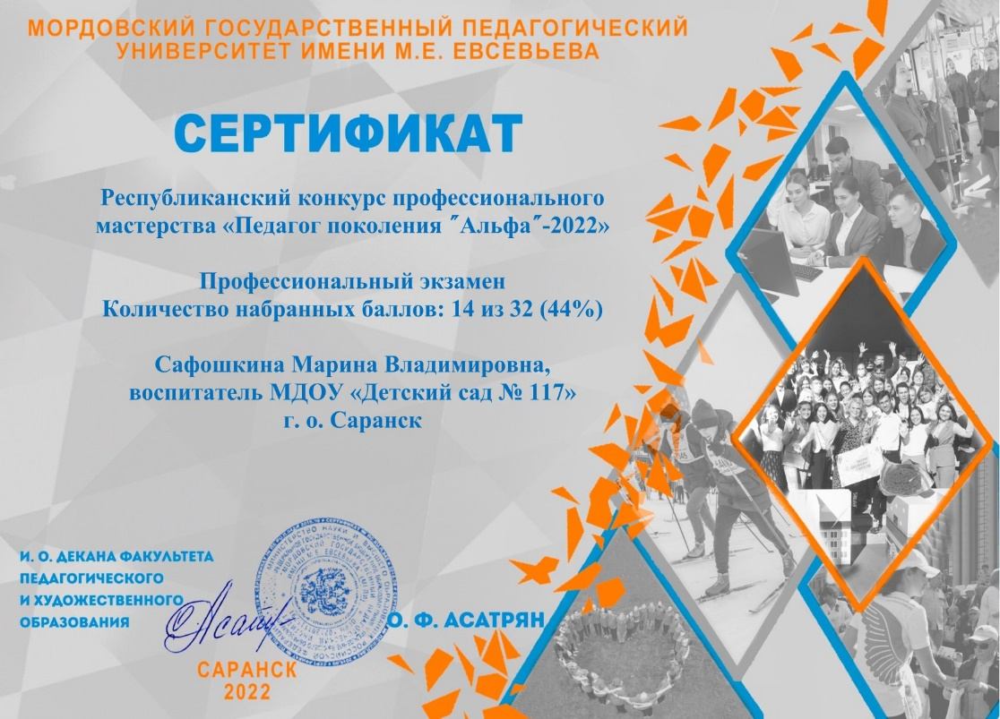 МОРДОВСКИЙ ГОСУДАРСТВЕННЫЙ ПЕДАГОГИЧЕСКИЙ
УНИВЕРСИТЕТ ИМЕНИ М.Е. ЕВСЕВЬЕВА
СЕРТИФИКАТ
Республиканский конкурс профессионального
мастерства «Педагог поколения ˝Альфа˝-2022»
Профессиональный экзамен
Количество набранных баллов: 14 из 32 (44%)
Сафошкина Марина Владимировна,
воспитатель МДОУ «Детский сад № 117»
г. о. Саранск
И. О. ДЕКАНА ФАКУЛЬТЕТА
ПЕДАГОГИЧЕСКОГО
И ХУДОЖЕСТВЕННОГО
ОБРАЗОВАНИЯ
О. Ф. АСАТРЯН
САРАНСК
2022